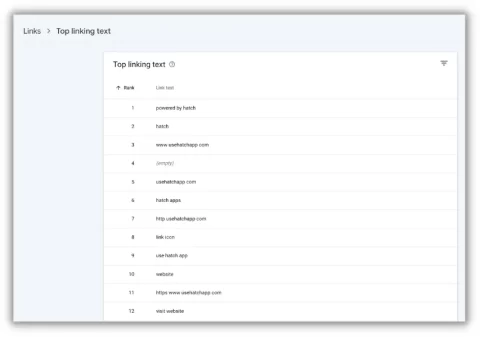 Links > Top linking text
Top linking text
Rank Link text
1 powered by hatch
2 hatch
3 www usehatchapp com
4 (empty)
5 usehatchapp com
6 hatch apps
7 http usehatchapp com
8 link icon
9 use hatch app
10 website
11 https www usehatchapp com
12 visit website